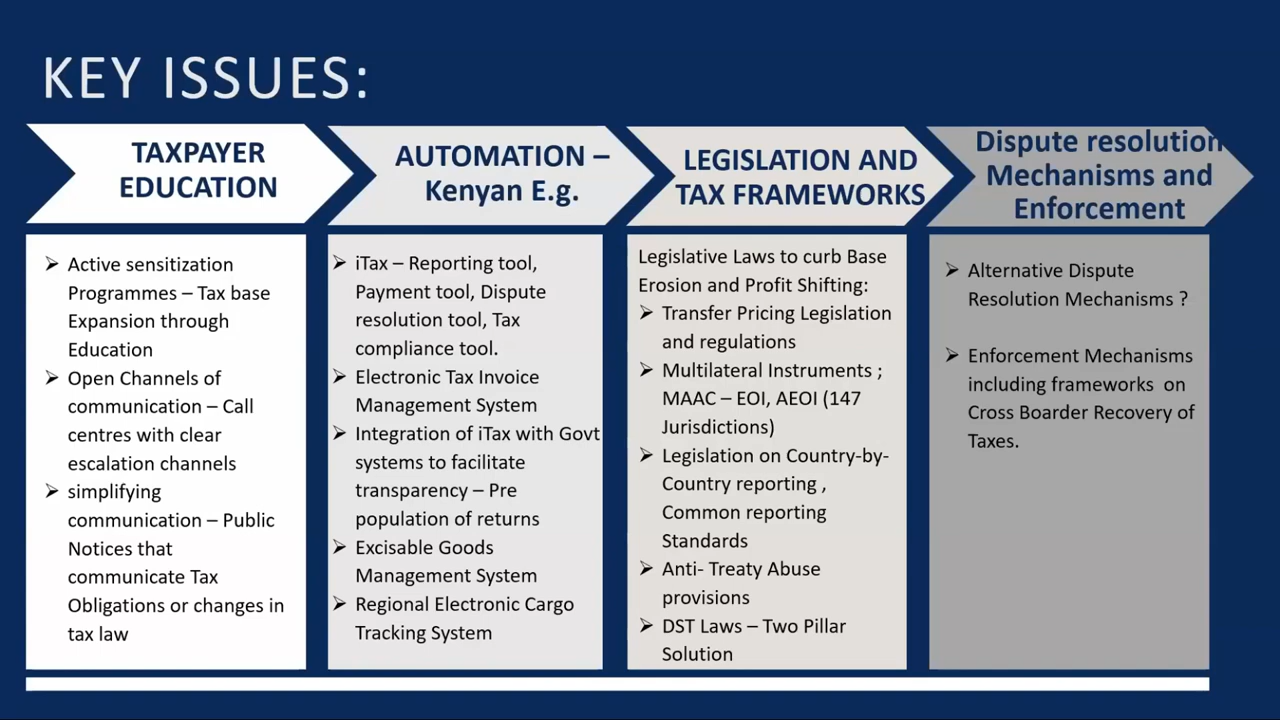 KEY ISSUES:
TAXPAYER
EDUCATION
➢ Active sensitization
Programmes – Tax base
Expansion through
Education
➢ Open Channels of
communication – Call
centres with clear
escalation channels
➢ simplifying
communication – Public
Notices that
communicate Tax
Obligations or changes in
tax law
AUTOMATION –
Kenyan E.g.
➢ iTax – Reporting tool,
Payment tool, Dispute
resolution tool, Tax
compliance tool.
➢ Electronic Tax Invoice
Management System
➢ Integration of iTax with Govt
systems to facilitate
transparency – Pre
population of returns
➢ Excisable Goods
Management System
➢ Regional Electronic Cargo
Tracking System
LEGISLATION AND
TAX FRAMEWORKS
Legislative Laws to curb Base
Erosion and Profit Shifting:
➢ Transfer Pricing Legislation
and regulations
➢ Multilateral Instruments ;
MAAC – EOI, AEOI (147
Jurisdictions)
➢ Legislation on Country-by-
Country reporting ,
Common reporting
Standards
➢ Anti- Treaty Abuse
provisions
➢ DST Laws – Two Pillar
Solution
Dispute resolution
Mechanisms and
Enforcement
➢ Alternative Dispute
Resolution Mechanisms ?
➢ Enforcement Mechanisms
including frameworks on
Cross Boarder Recovery of
Taxes.